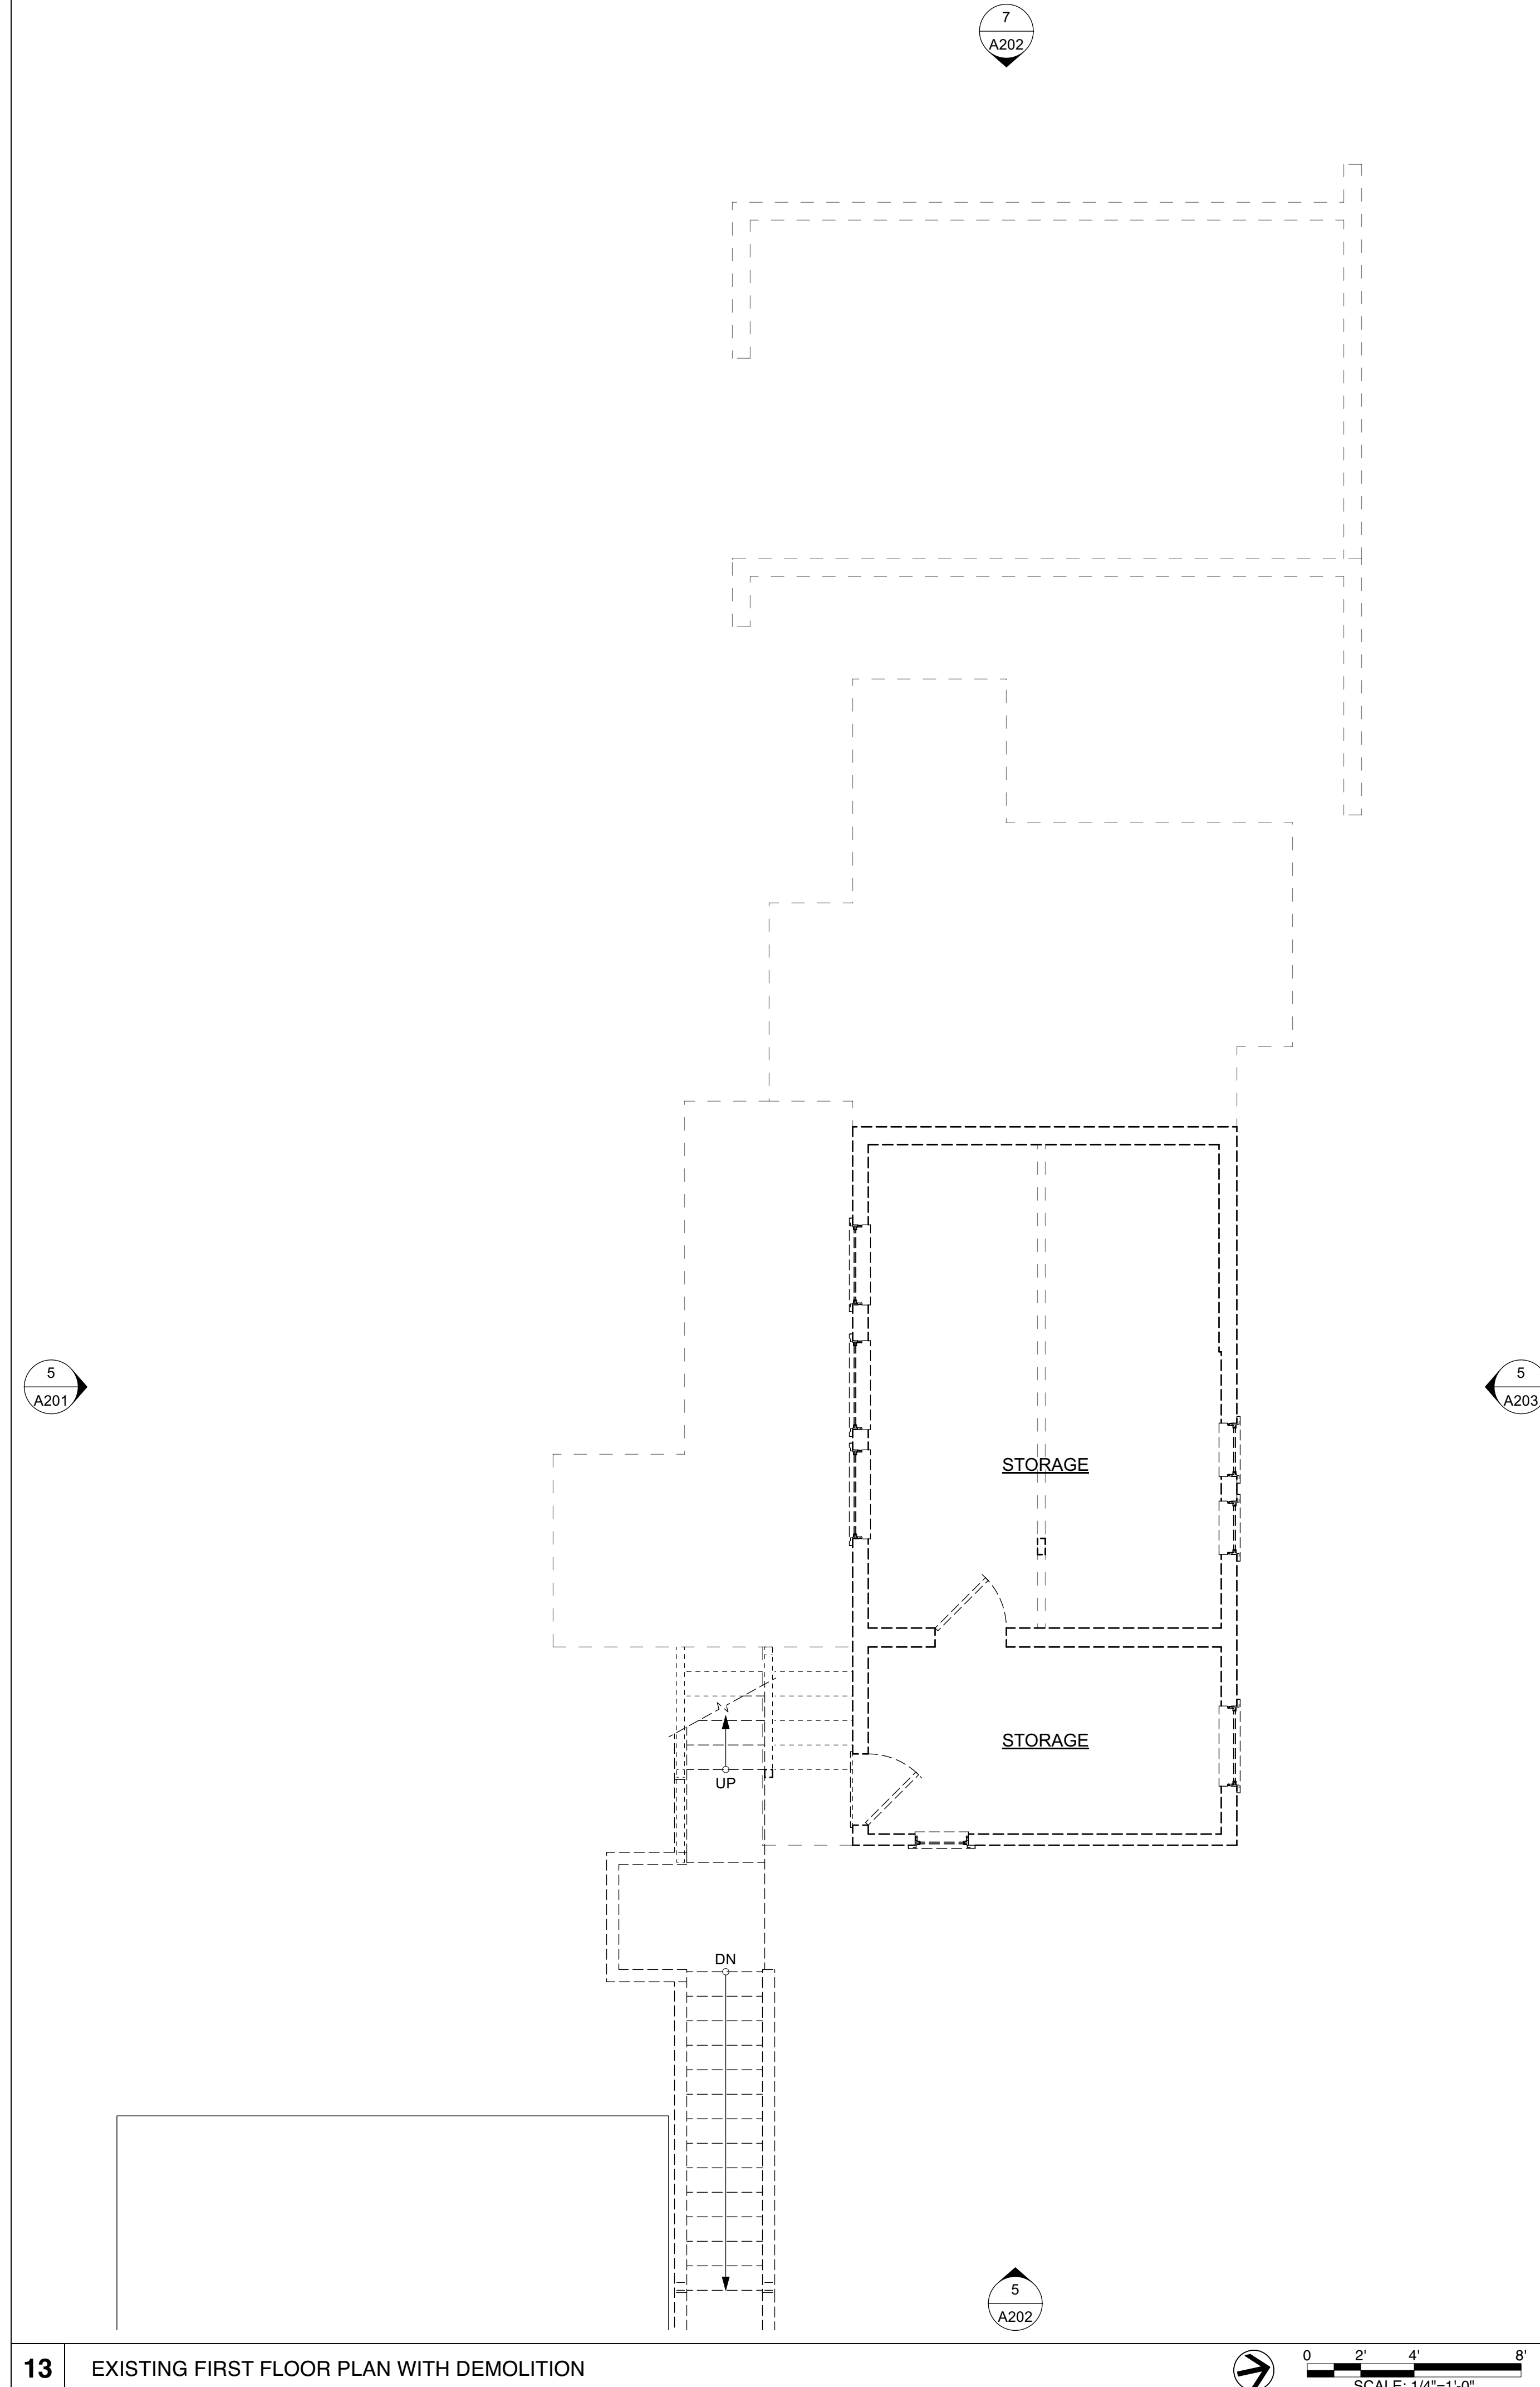 7
A202
5
A201
5
A203
STORAGE
STORAGE
UP
DN
5
A202
13 EXISTING FIRST FLOOR PLAN WITH DEMOLITION
0 2' 4' 8'
SCALE: 1/4"=1'-0"